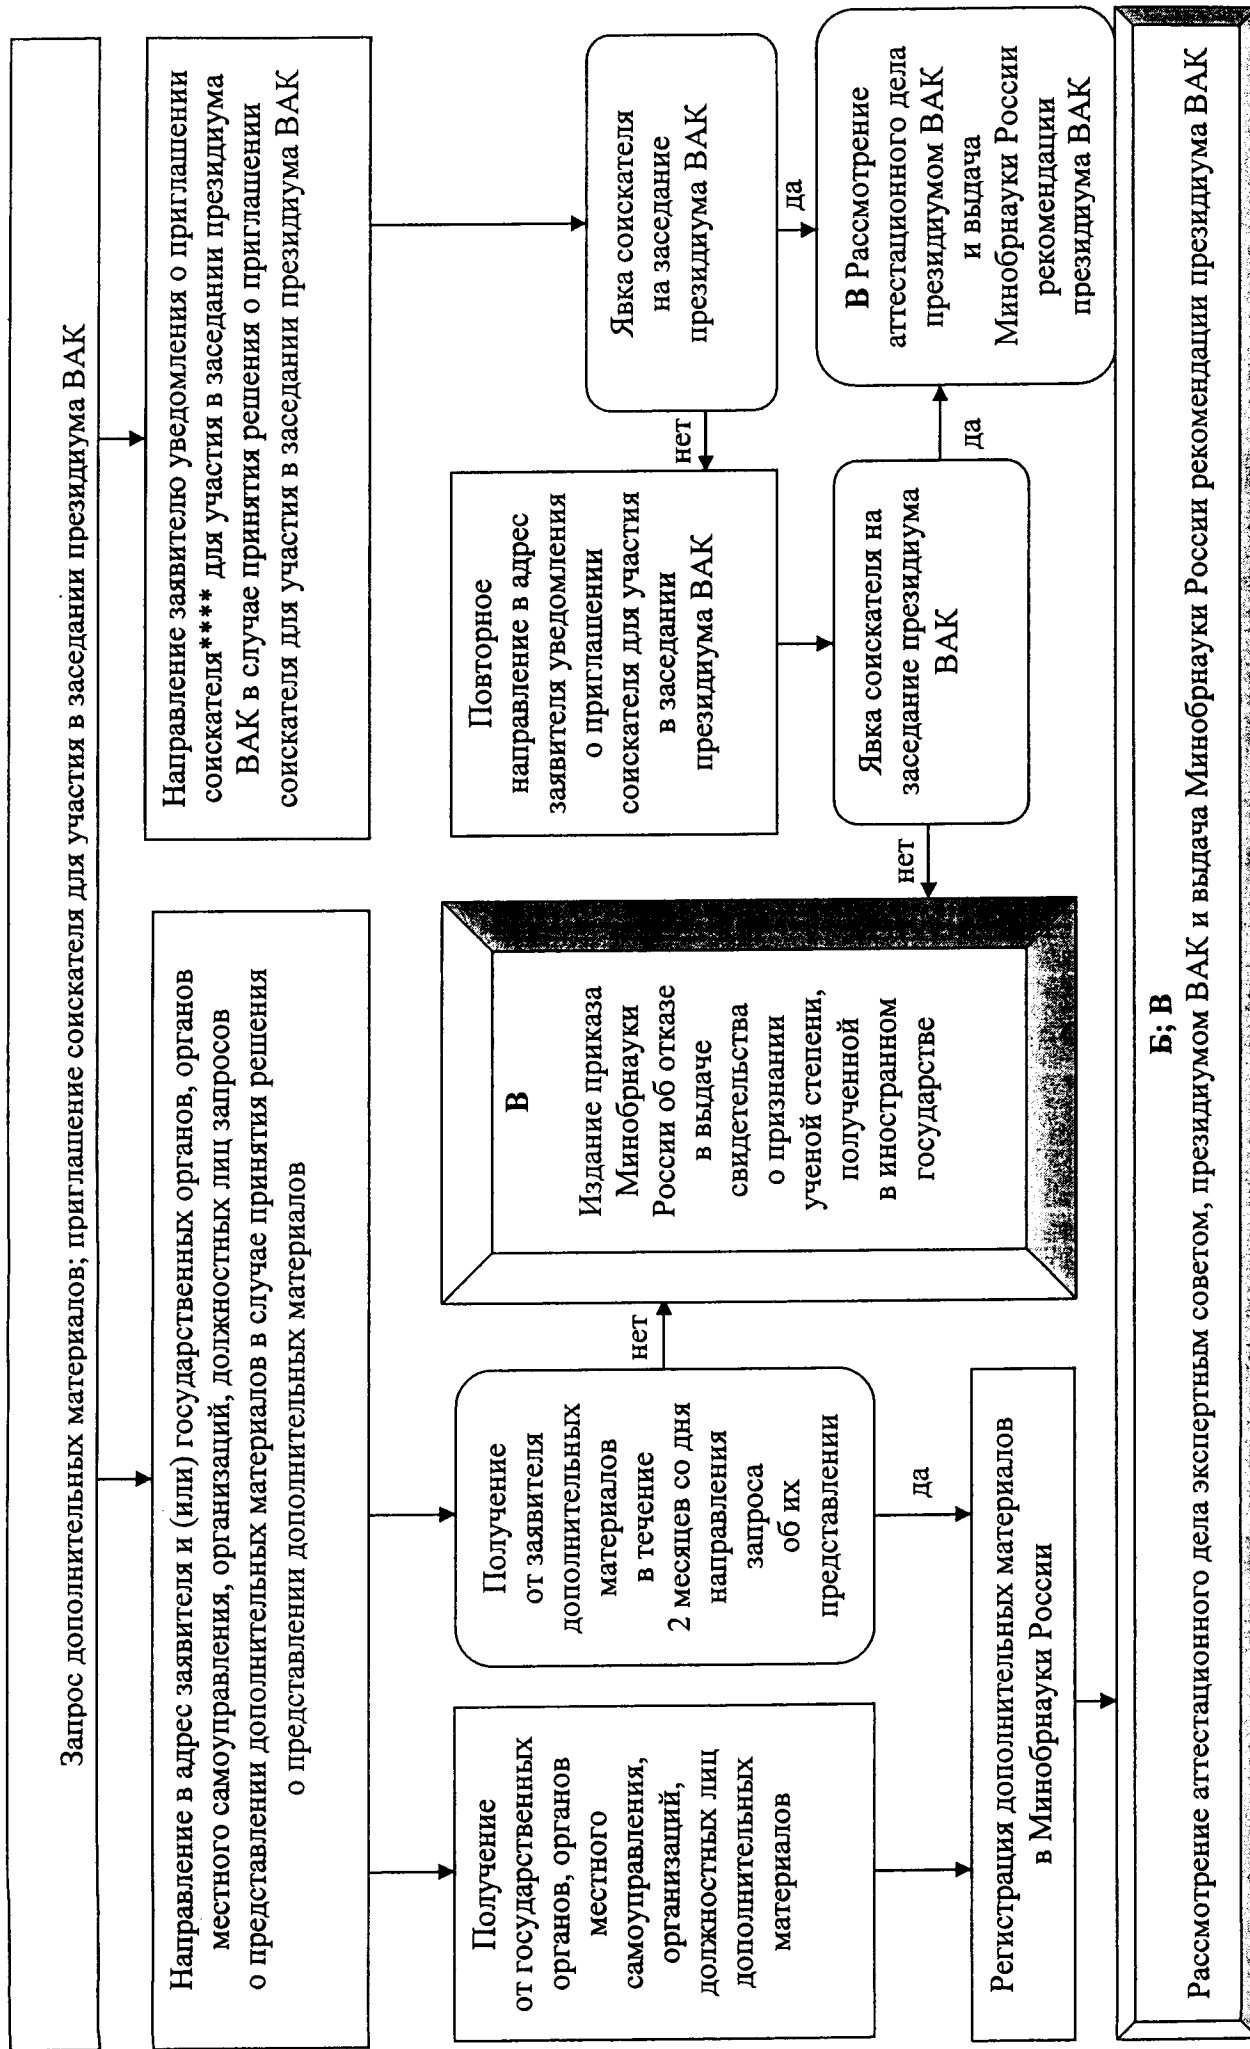 Запрос дополнительных материалов; приглашение соискателя для участия в заседании президиума ВАК
Направление в адрес заявителя и (или) государственных органов, органов
местного самоуправления, организаций, должностных лиц запросов
о представлении дополнительных материалов в случае принятия решения
о представлении дополнительных материалов
Направление заявителю уведомления о приглашении
соискателя**** для участия в заседании президиума
ВАК в случае принятия решения о приглашении
соискателя для участия в заседании президиума ВАК
Получение
от государственных
органов, органов
местного
самоуправления,
организаций,
должностных лиц
дополнительных
материалов
Получение
от заявителя
дополнительных
материалов
в течение
2 месяцев со дня
направления
запроса
об их
представлении
нет
да
В
Издание приказа
Минобрнауки
России об отказе
в выдаче
свидетельства
о признании
ученой степени,
полученной
в иностранном
государстве
Повторное
направление в адрес
заявителя уведомления
о приглашении
соискателя для участия
в заседании
президиума ВАК
нет
Явка соискателя
на заседание
президиума ВАК
да
Явка соискателя на
заседание президиума
ВАК
нет
да
В Рассмотрение
аттестационного дела
президиумом ВАК
и выдача
Минобрнауки России
рекомендации
президиума ВАК
Регистрация дополнительных материалов
в Минобрнауки России
Б; В
Рассмотрение аттестационного дела экспертным советом, президиумом ВАК и выдача Минобрнауки России рекомендации президиума ВАК